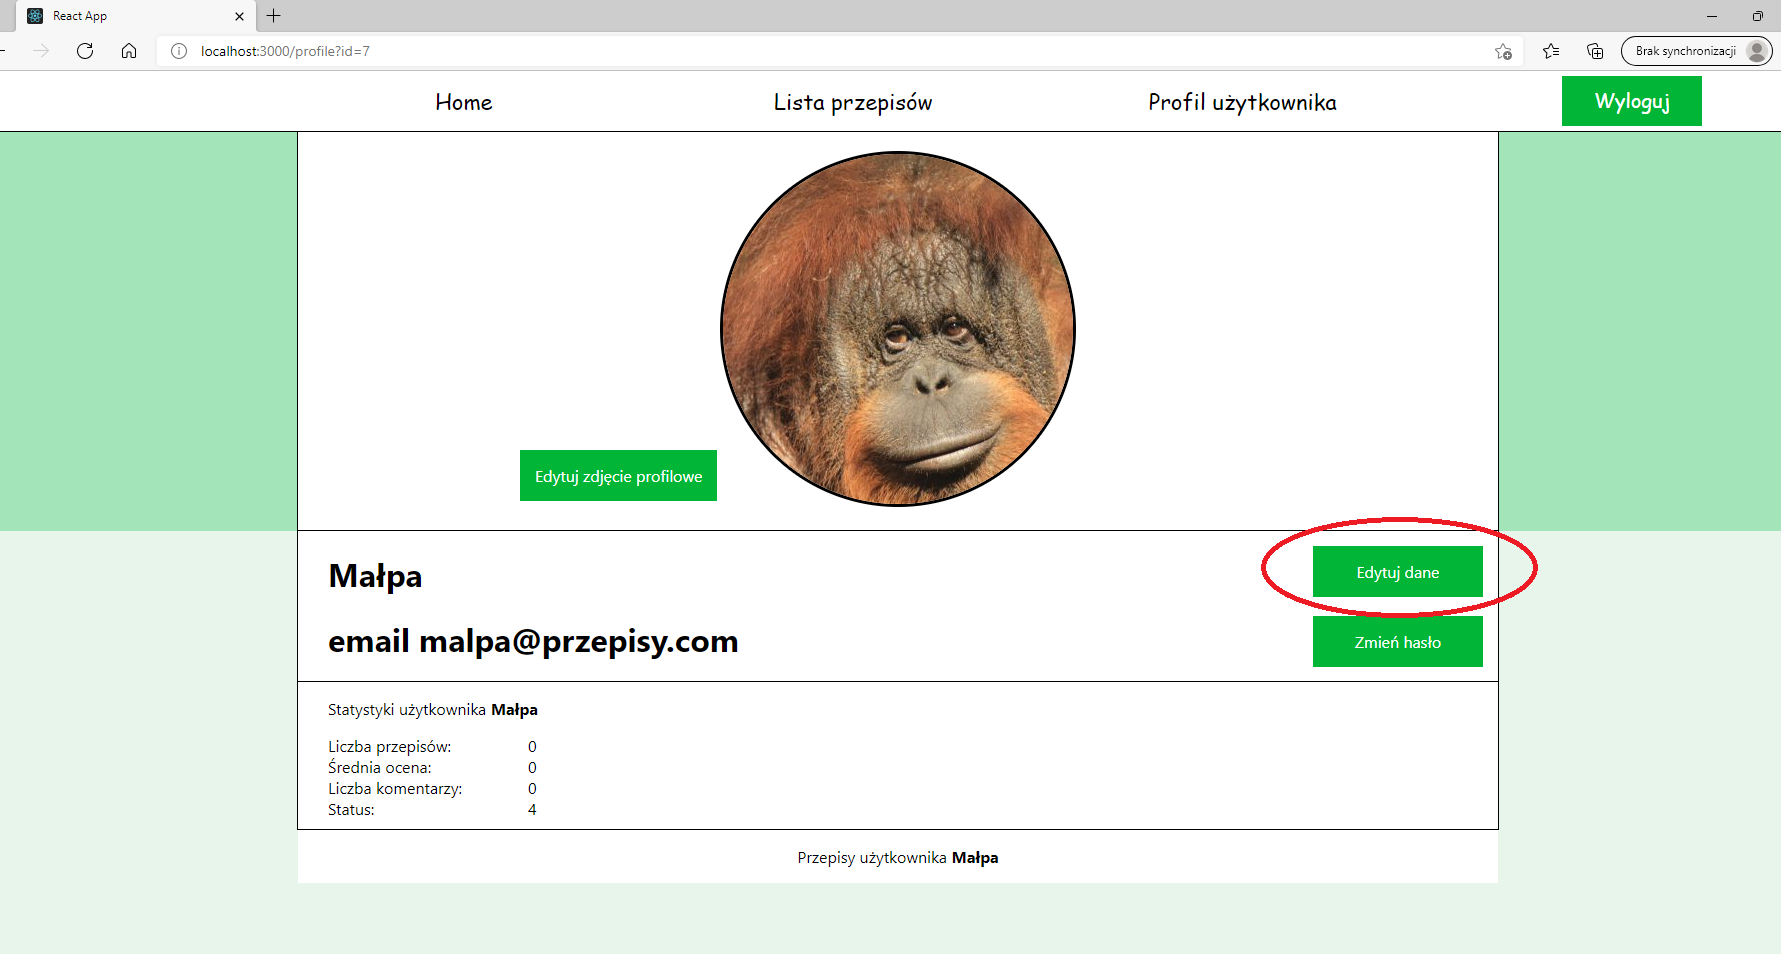 React App
localhost:3000/profile?id=7
Brak synchronizacji
Home
Lista przepisów
Profil użytkownika
Wyloguj
Edytuj zdjęcie profilowe
Małpa
Edytuj dane
email malpa@przepisy.com
Zmień hasło
Statystyki użytkownika Małpa
Liczba przepisów: 0
Średnia ocena: 0
Liczba komentarzy: 0
Status: 4
Przepisy użytkownika Małpa